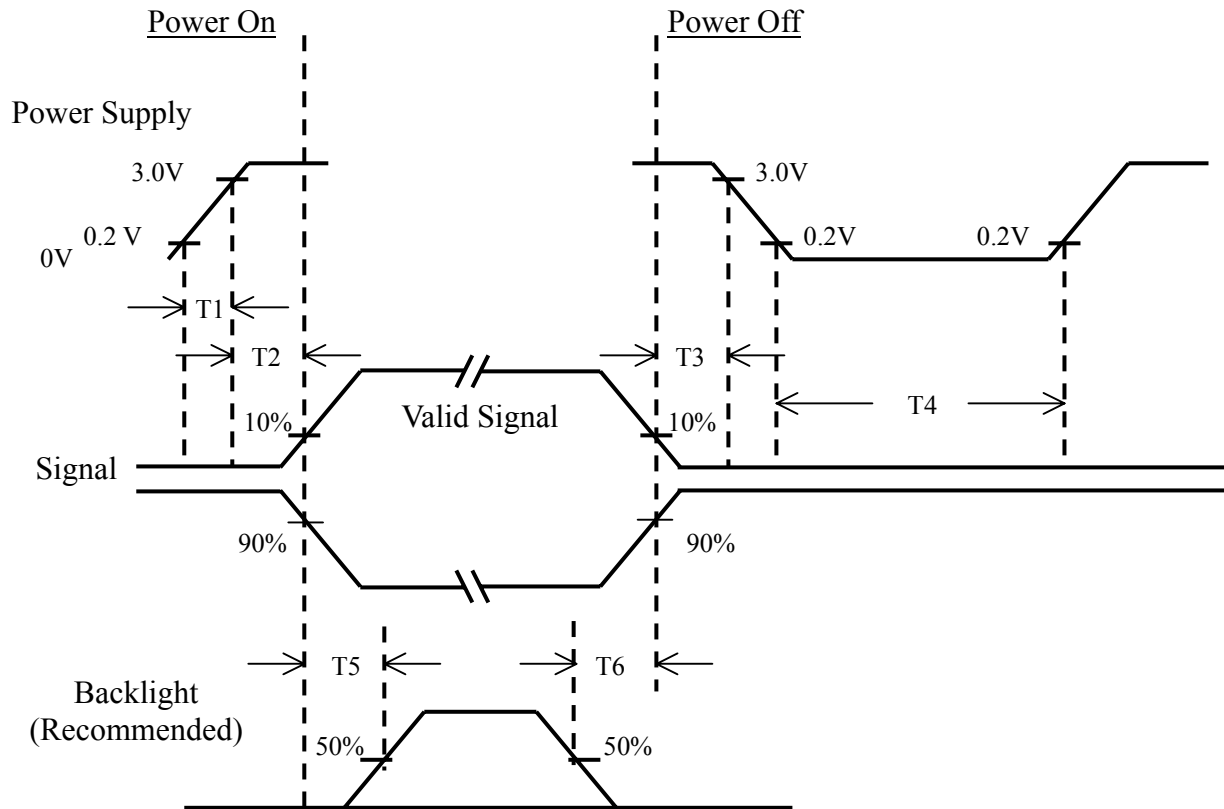 Power On
Power Off
Power Supply
3.0V
3.0V
0.2 V
0.2V
0.2V
0V
T1
T2
T3
T4
10%
Valid Signal
10%
Signal
90%
90%
T5
T6
Backlight
(Recommended)
50%
50%